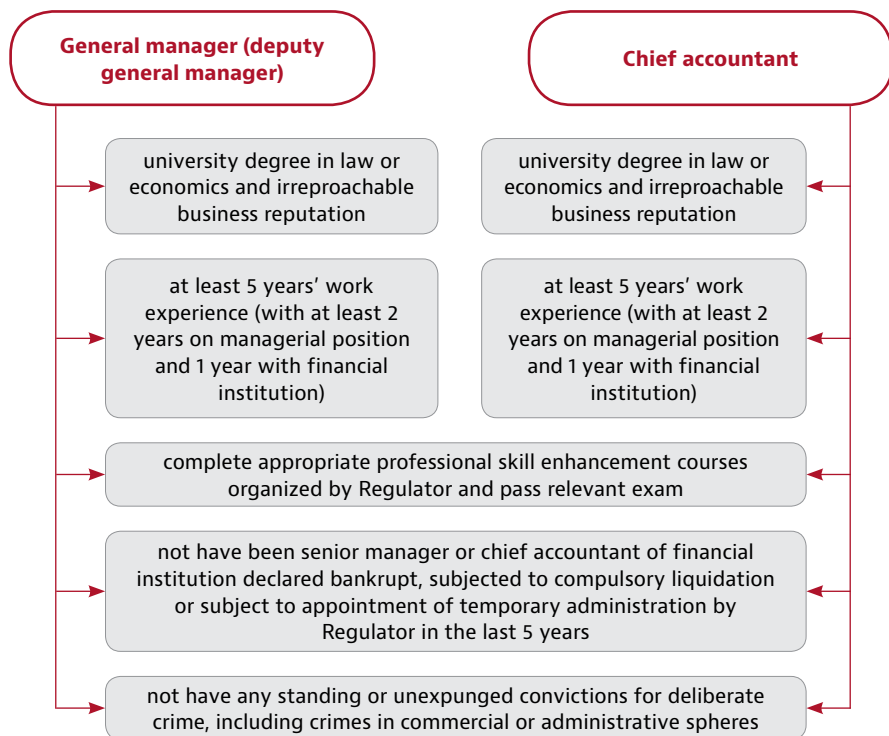 General manager (deputy
general manager)
Chief accountant
university degree in law or
economics and irreproachable
business reputation
university degree in law or
economics and irreproachable
business reputation
at least 5 years’ work
experience (with at least 2
years on managerial position
and 1 year with financial
institution)
at least 5 years’ work
experience (with at least 2
years on managerial position
and 1 year with financial
institution)
complete appropriate professional skill enhancement courses
organized by Regulator and pass relevant exam
not have been senior manager or chief accountant of financial
institution declared bankrupt, subjected to compulsory liquidation
or subject to appointment of temporary administration by
Regulator in the last 5 years
not have any standing or unexpunged convictions for deliberate
crime, including crimes in commercial or administrative spheres